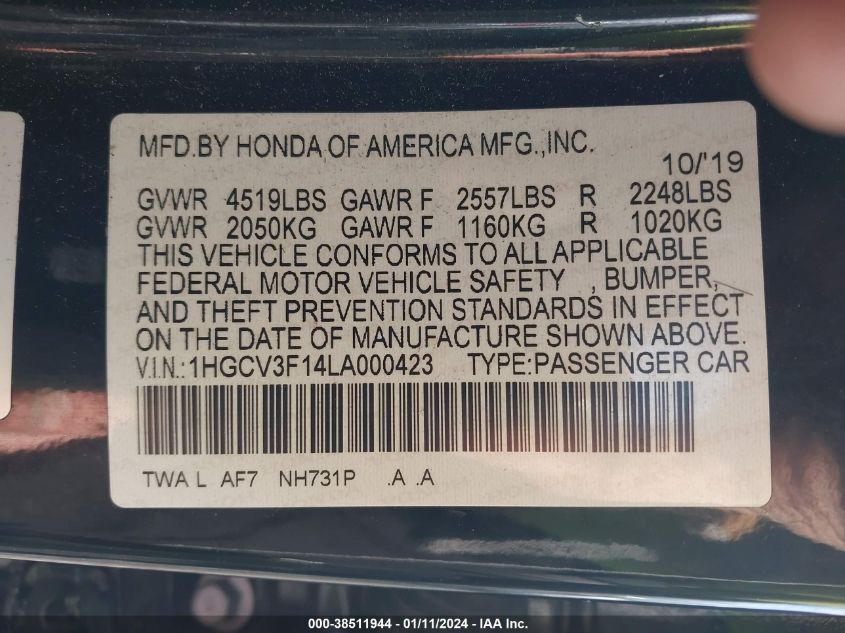 MFD.BY HONDA OF AMERICA MFG.,INC.
10/'19
GVWR 4519LBS GAWR F 2557LBS R 2248LBS
GVWR 2050KG GAWR F 1160KG R 1020KG
THIS VEHICLE CONFORMS TO ALL APPLICABLE
FEDERAL MOTOR VEHICLE SAFETY , BUMPER,
AND THEFT PREVENTION STANDARDS IN EFFECT
ON THE DATE OF MANUFACTURE SHOWN ABOVE.
V.I.N.:1HGCV3F14LA000423 TYPE:PASSENGER CAR
TWA L AF7 NH731P .A .A
000-38511944 - 01/11/2024 - IAA Inc.